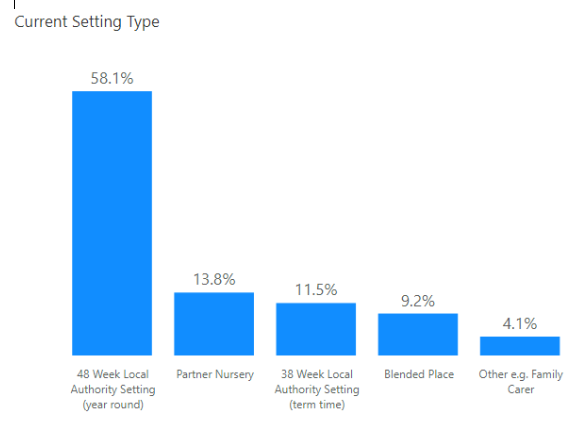 Current Setting Type
58.1%
13.8%
11.5%
9.2%
4.1%
48 Week Local
Authority Setting
(year round)
Partner Nursery
38 Week Local
Authority Setting
(term time)
Blended Place
Other e.g. Family
Carer